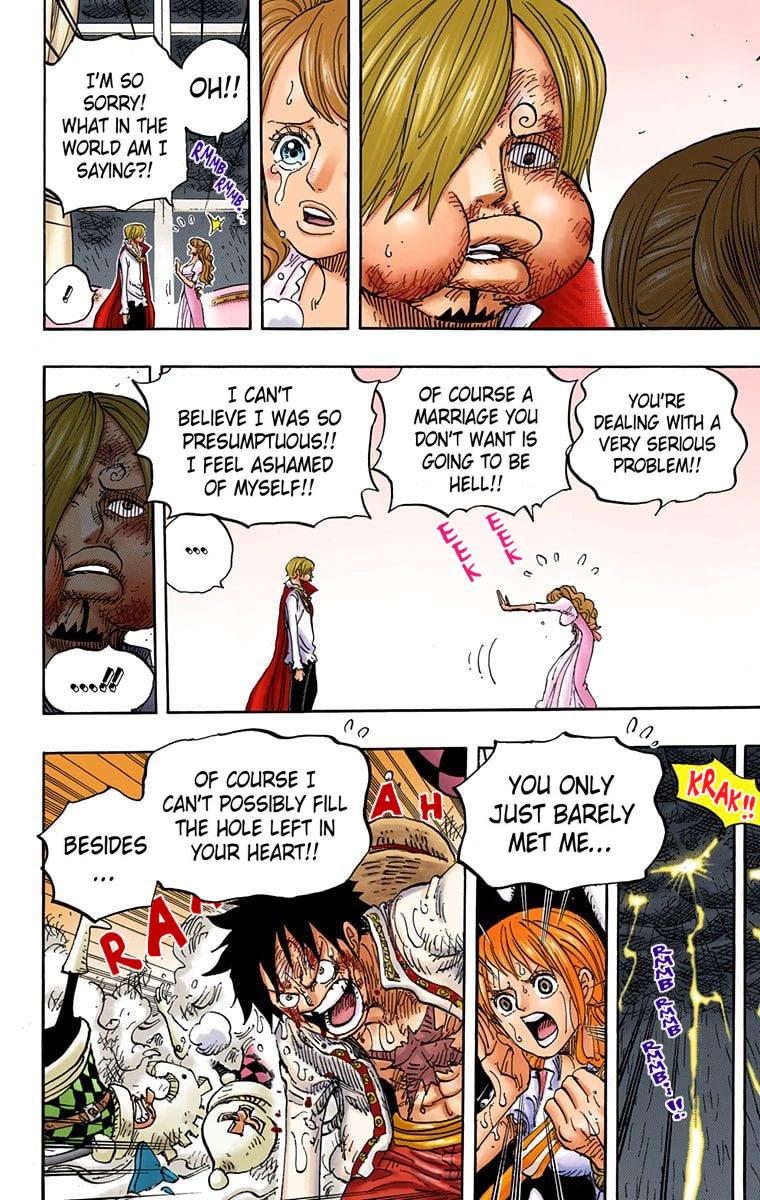 OH!!
I'M SO
SORRY!
WHAT IN THE
WORLD AM I
SAYING?!
RMMB
RMMB...
!
YOU'RE
DEALING WITH A
VERY SERIOUS
PROBLEM!!
OF COURSE A
MARRIAGE YOU
DON'T WANT IS
GOING TO BE
HELL!!
EEK
EEK
I CAN'T
BELIEVE I WAS SO
PRESUMPTUOUS!!
I FEEL ASHAMED
OF MYSELF!!
...
...!!
KRAK!!
RMMB
RMMB
RMMB!!
YOU ONLY
JUST BARELY
MET ME...
OF COURSE I
CAN'T POSSIBLY FILL
THE HOLE LEFT IN
YOUR HEART!!
BESIDES
...
RA
AH